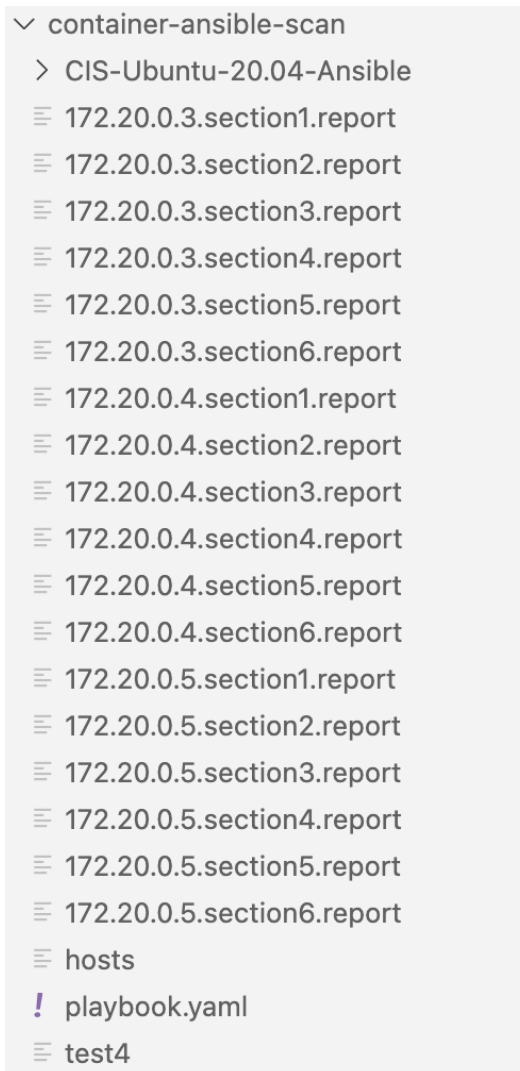 container-ansible-scan
CIS-Ubuntu-20.04-Ansible
172.20.0.3.section1.report
172.20.0.3.section2.report
172.20.0.3.section3.report
172.20.0.3.section4.report
172.20.0.3.section5.report
172.20.0.3.section6.report
172.20.0.4.section1.report
172.20.0.4.section2.report
172.20.0.4.section3.report
172.20.0.4.section4.report
172.20.0.4.section5.report
172.20.0.4.section6.report
172.20.0.5.section1.report
172.20.0.5.section2.report
172.20.0.5.section3.report
172.20.0.5.section4.report
172.20.0.5.section5.report
172.20.0.5.section6.report
hosts
! playbook.yaml
test4